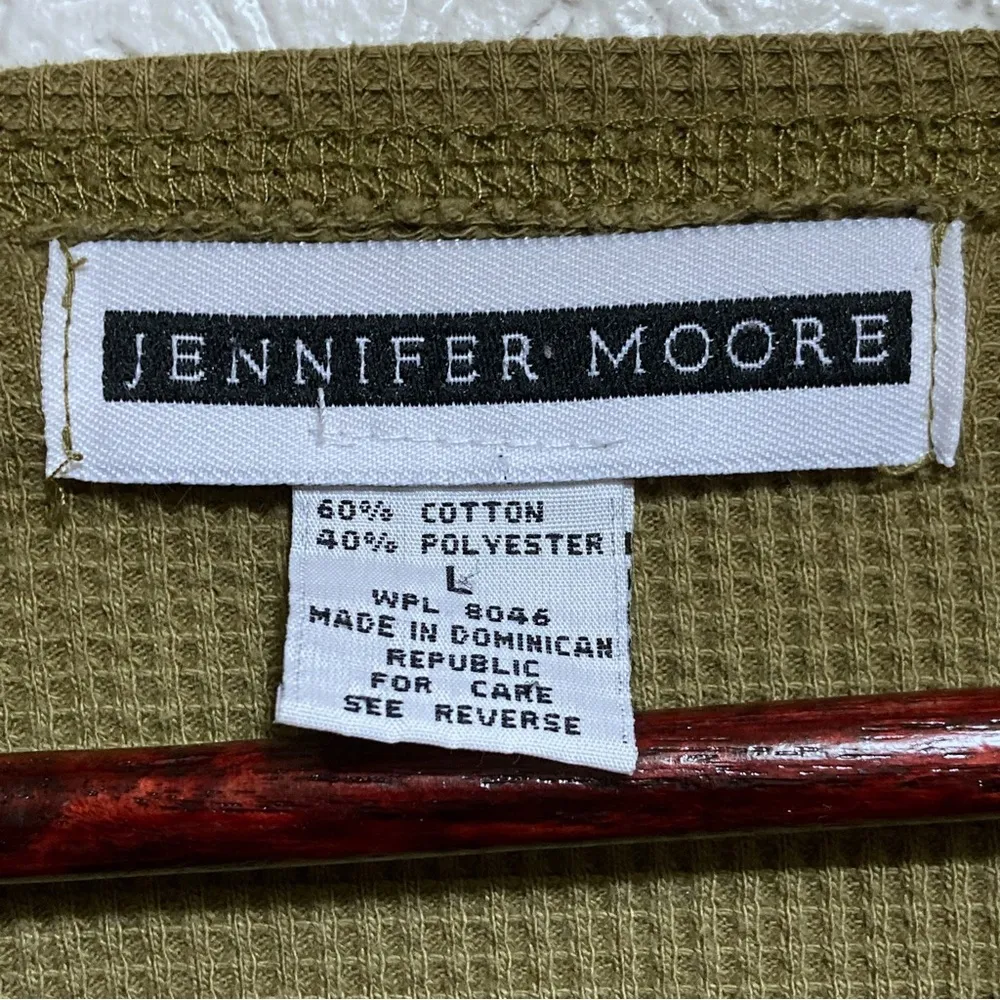 JENNIFER MOORE
60% COTTON
40% POLYESTER
L
WPL 8046
MADE IN DOMINICAN
REPUBLIC
FOR CARE
SEE REVERSE